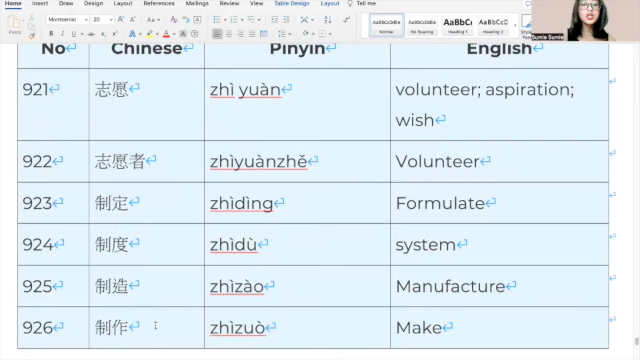 Home Insert Draw Design Layout References Mailings Review View Table Design Layout Tell me
Montserrat 20
AaBbCcDdEe AaBbCcDdEe AaBbCc AaBbCcD
Normal No Spacing Heading 1 Heading 2
Sumie Sumie
No Chinese Pinyin English
921 志愿 zhì yuàn volunteer; aspiration;
wish
922 志愿者 zhìyuànzhě Volunteer
923 制定 zhìdìng Formulate
924 制度 zhìdù system
925 制造 zhìzào Manufacture
926 制作 zhìzuò Make